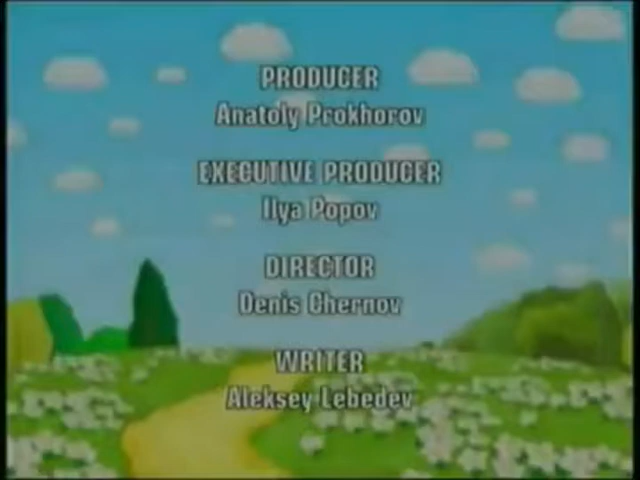 PRODUCER
Anatoly Prokhorov
EXECUTIVE PRODUCER
Ilya Popov
DIRECTOR
Denis Chernov
WRITER
Aleksey Lebedev